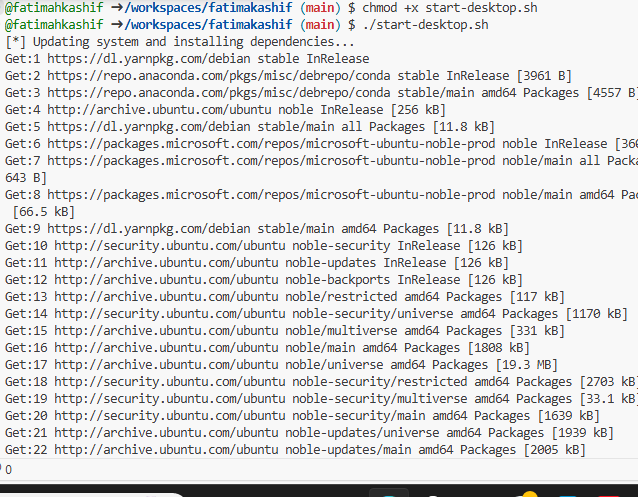 @fatimahkashif ➜/workspaces/fatimakashif (main) $ chmod +x start-desktop.sh
@fatimahkashif ➜/workspaces/fatimakashif (main) $ ./start-desktop.sh
[*] Updating system and installing dependencies...
Get:1 https://dl.yarnpkg.com/debian stable InRelease
Get:2 https://repo.anaconda.com/pkgs/misc/debrepo/conda stable InRelease [3961 B]
Get:3 https://repo.anaconda.com/pkgs/misc/debrepo/conda stable/main amd64 Packages [4557 B]
Get:4 http://archive.ubuntu.com/ubuntu noble InRelease [256 kB]
Get:5 https://dl.yarnpkg.com/debian stable/main all Packages [11.8 kB]
Get:6 https://packages.microsoft.com/repos/microsoft-ubuntu-noble-prod noble InRelease [360
Get:7 https://packages.microsoft.com/repos/microsoft-ubuntu-noble-prod noble/main all Packa
643 B]
Get:8 https://packages.microsoft.com/repos/microsoft-ubuntu-noble-prod noble/main amd64 Pac
[66.5 kB]
Get:9 https://dl.yarnpkg.com/debian stable/main amd64 Packages [11.8 kB]
Get:10 http://security.ubuntu.com/ubuntu noble-security InRelease [126 kB]
Get:11 http://archive.ubuntu.com/ubuntu noble-updates InRelease [126 kB]
Get:12 http://archive.ubuntu.com/ubuntu noble-backports InRelease [126 kB]
Get:13 http://archive.ubuntu.com/ubuntu noble/restricted amd64 Packages [117 kB]
Get:14 http://security.ubuntu.com/ubuntu noble-security/universe amd64 Packages [1170 kB]
Get:15 http://archive.ubuntu.com/ubuntu noble/multiverse amd64 Packages [331 kB]
Get:16 http://archive.ubuntu.com/ubuntu noble/main amd64 Packages [1808 kB]
Get:17 http://archive.ubuntu.com/ubuntu noble/universe amd64 Packages [19.3 MB]
Get:18 http://security.ubuntu.com/ubuntu noble-security/restricted amd64 Packages [2703 kB]
Get:19 http://security.ubuntu.com/ubuntu noble-security/multiverse amd64 Packages [33.1 kB]
Get:20 http://security.ubuntu.com/ubuntu noble-security/main amd64 Packages [1639 kB]
Get:21 http://archive.ubuntu.com/ubuntu noble-updates/universe amd64 Packages [1939 kB]
Get:22 http://archive.ubuntu.com/ubuntu noble-updates/main amd64 Packages [2005 kB]
0